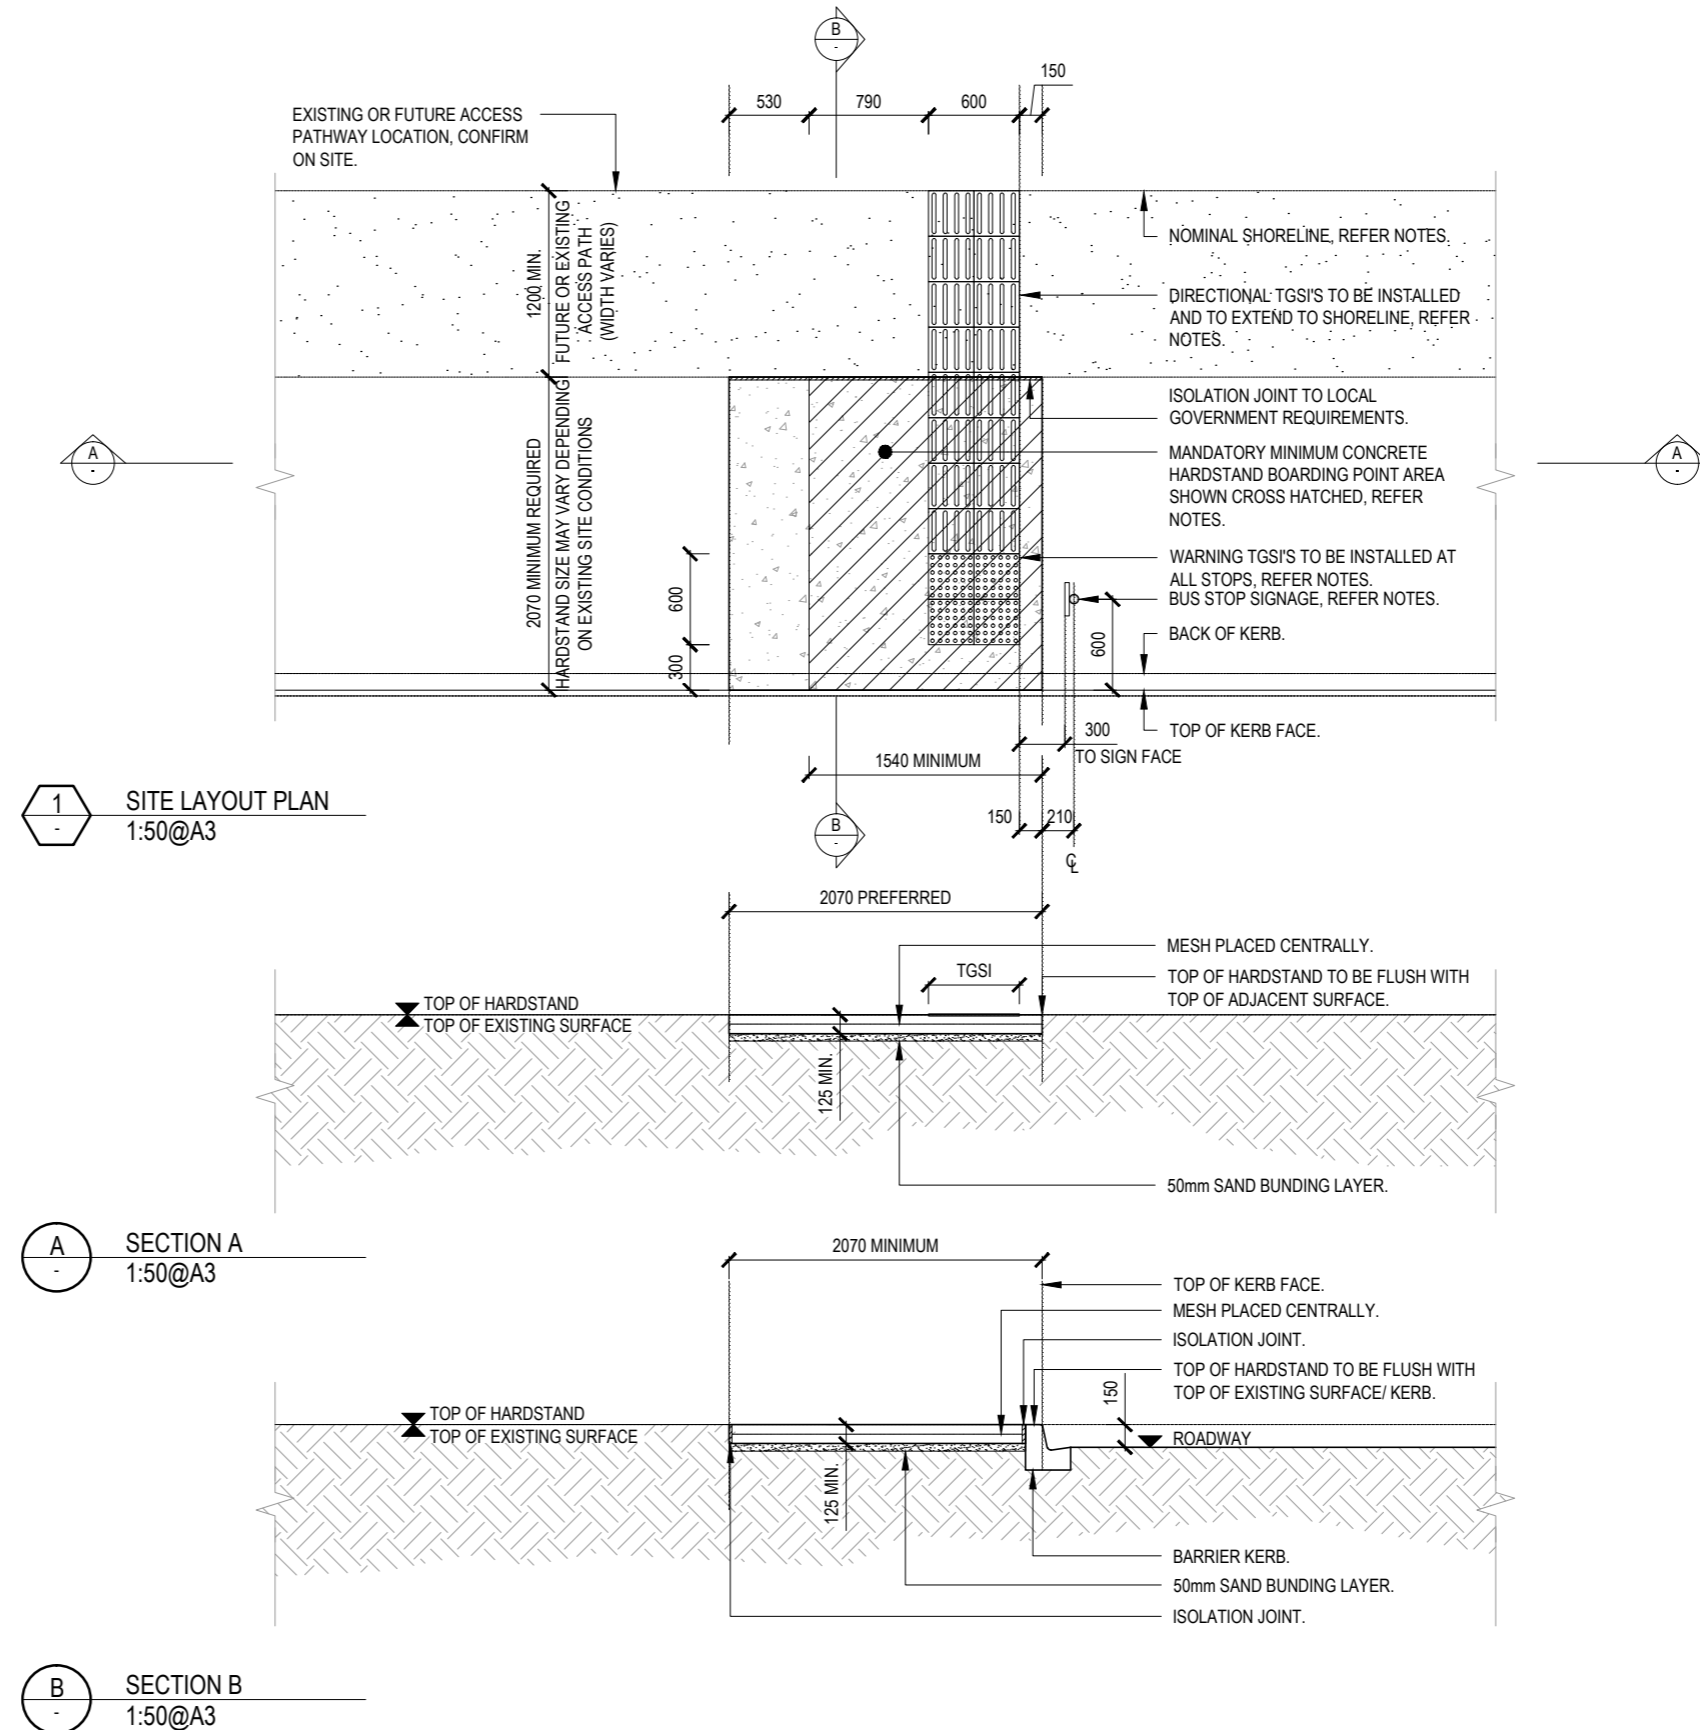 B
-
150
530
790
600
EXISTING OR FUTURE ACCESS
PATHWAY LOCATION, CONFIRM
ON SITE.
1200 MIN.
FUTURE OR EXISTING
ACCESS PATH
(WIDTH VARIES)
NOMINAL SHORELINE, REFER NOTES.
DIRECTIONAL TGSI'S TO BE INSTALLED
AND TO EXTEND TO SHORELINE, REFER
NOTES.
ISOLATION JOINT TO LOCAL
GOVERNMENT REQUIREMENTS.
A
-
A
-
2070 MINIMUM REQUIRED
HARDSTAND SIZE MAY VARY DEPENDING
ON EXISTING SITE CONDITIONS
MANDATORY MINIMUM CONCRETE
HARDSTAND BOARDING POINT AREA
SHOWN CROSS HATCHED, REFER
NOTES.
WARNING TGSI'S TO BE INSTALLED AT
ALL STOPS, REFER NOTES.
BUS STOP SIGNAGE, REFER NOTES.
600
300
600
BACK OF KERB.
TOP OF KERB FACE.
300
TO SIGN FACE
1540 MINIMUM
150
210
B
-
CL
1
-
SITE LAYOUT PLAN
1:50@A3
2070 PREFERRED
MESH PLACED CENTRALLY.
TGSI
TOP OF HARDSTAND TO BE FLUSH WITH
TOP OF ADJACENT SURFACE.
TOP OF HARDSTAND
TOP OF EXISTING SURFACE
125 MIN.
50mm SAND BUNDING LAYER.
A
-
SECTION A
1:50@A3
2070 MINIMUM
TOP OF KERB FACE.
MESH PLACED CENTRALLY.
ISOLATION JOINT.
TOP OF HARDSTAND TO BE FLUSH WITH
TOP OF EXISTING SURFACE/ KERB.
150
TOP OF HARDSTAND
TOP OF EXISTING SURFACE
ROADWAY
125 MIN.
BARRIER KERB.
50mm SAND BUNDING LAYER.
ISOLATION JOINT.
B
-
SECTION B
1:50@A3